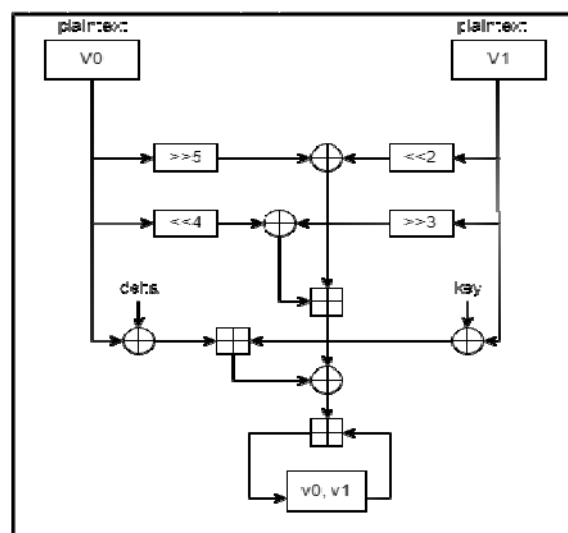 plaintext plaintext
V0 V1
>>5 <<2
<<4 >>3
delta key
v0, v1